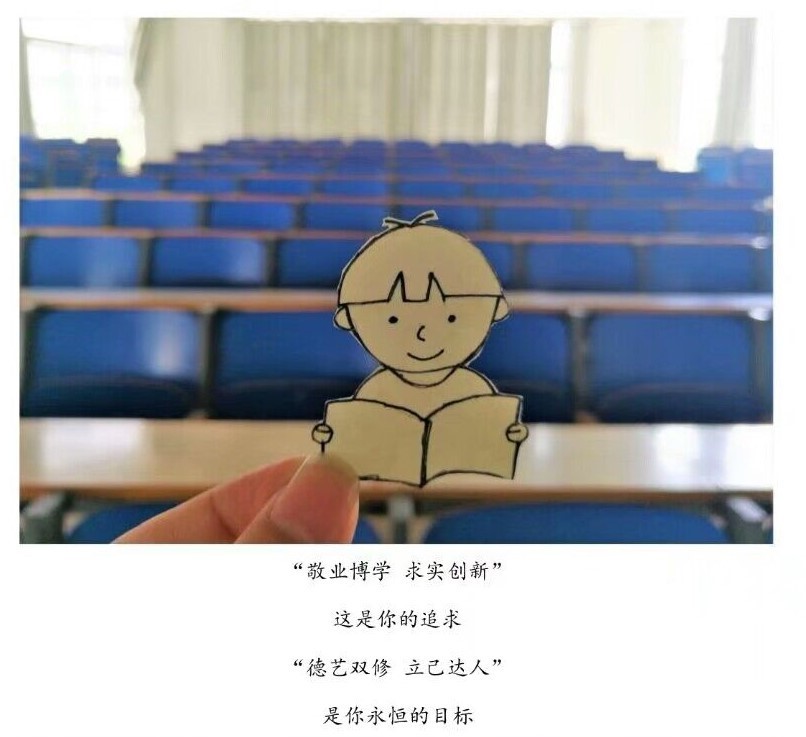 “敬业博学 求实创新”
这是你的追求
“德艺双修 立己达人”
是你永恒的目标